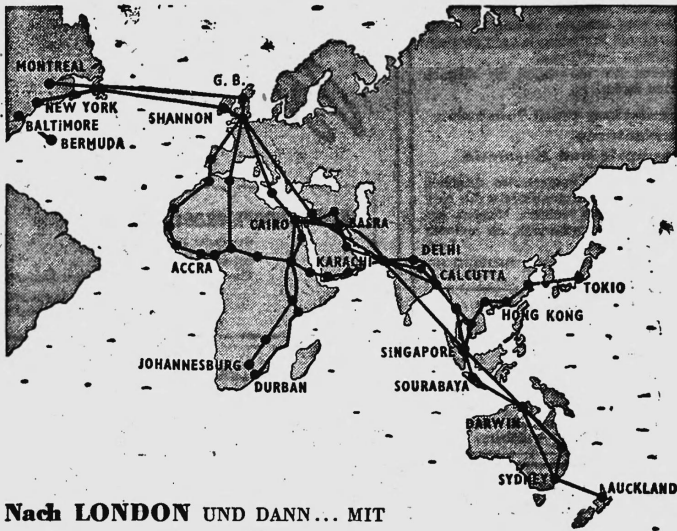 MONTREAL
G. B.
NEW YORK
SHANNON
BALTIMORE
BERMUDA
CAIRO
BASRA
DELHI
ACCRA
KARACHI
CALCUTTA
TOKIO
HONG KONG
SINGAPORE
JOHANNESBURG
SOURABAYA
DURBAN
DARWIN
SYDNEY
AUCKLAND
Nach LONDON UND DANN... MIT